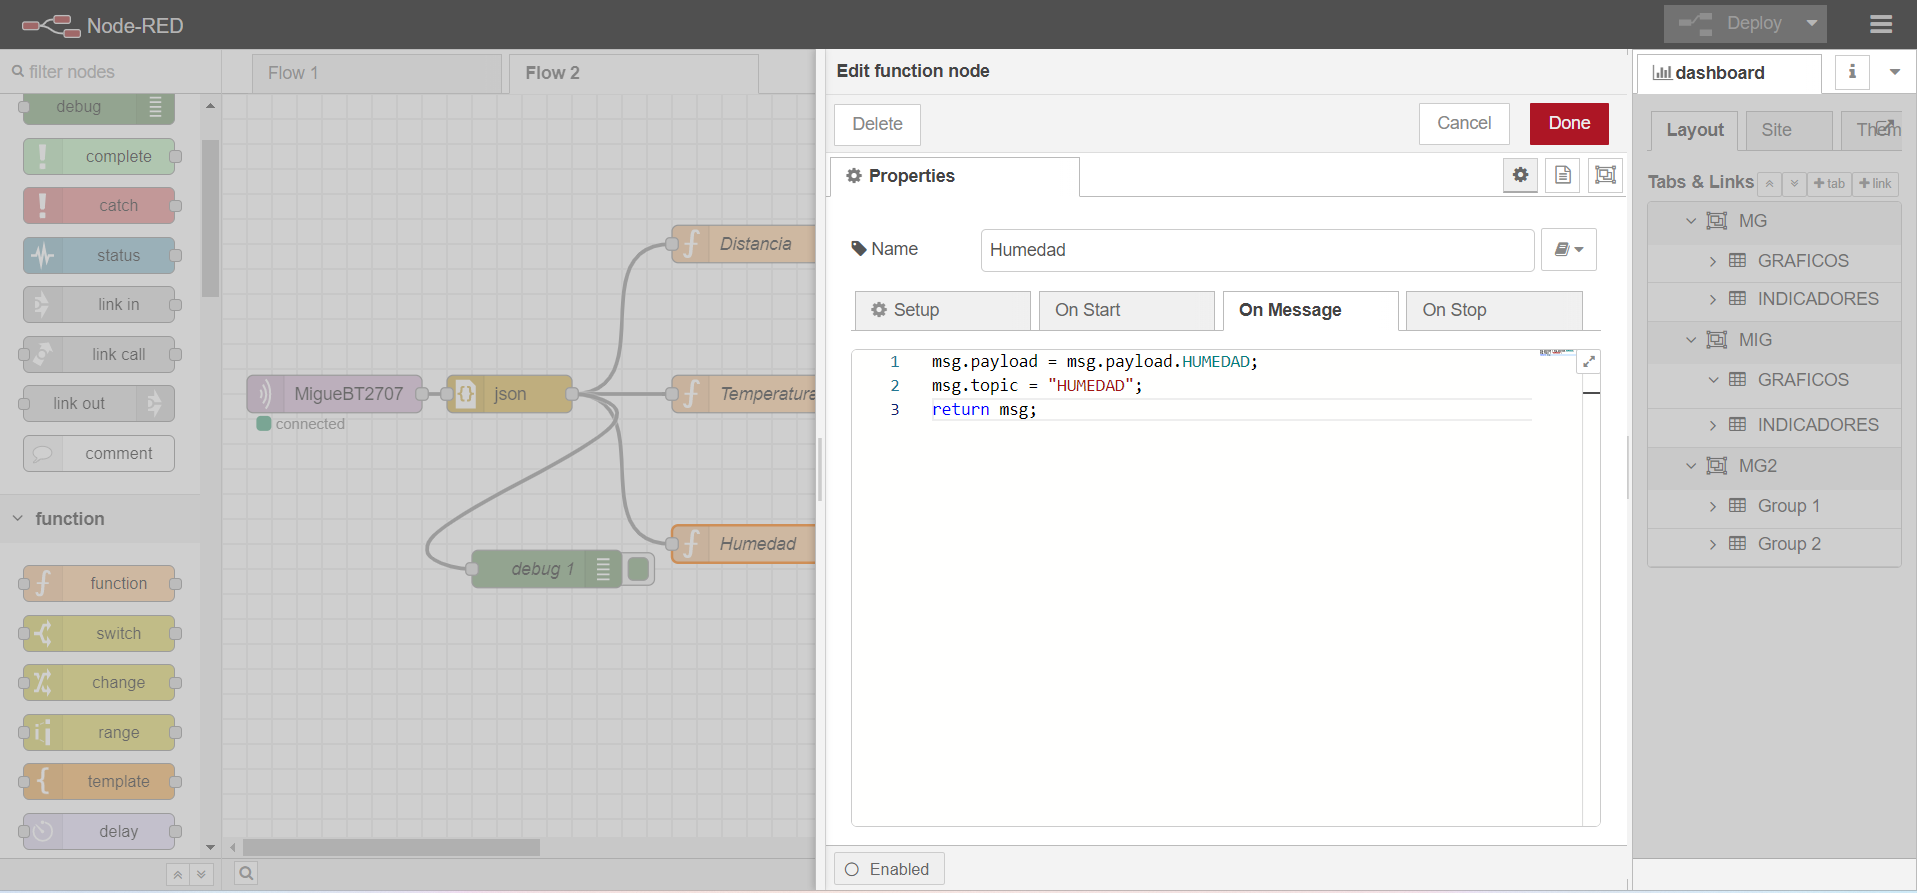 Node-RED
Deploy
filter nodes
debug
complete
catch
status
link in
link call
link out
comment
function
function
switch
change
range
template
delay
Flow 1
Flow 2
MigueBT2707
connected
json
Distancia
Temperatura
Humedad
debug 1
Edit function node
Delete
Cancel
Done
Properties
Name
Humedad
Setup
On Start
On Message
On Stop
1 msg.payload = msg.payload.HUMEDAD;
2 msg.topic = "HUMEDAD";
3 return msg;
Enabled
dashboard
i
Layout
Site
Them
Tabs & Links
+tab
+link
MG
GRAFICOS
INDICADORES
MIG
GRAFICOS
INDICADORES
MG2
Group 1
Group 2